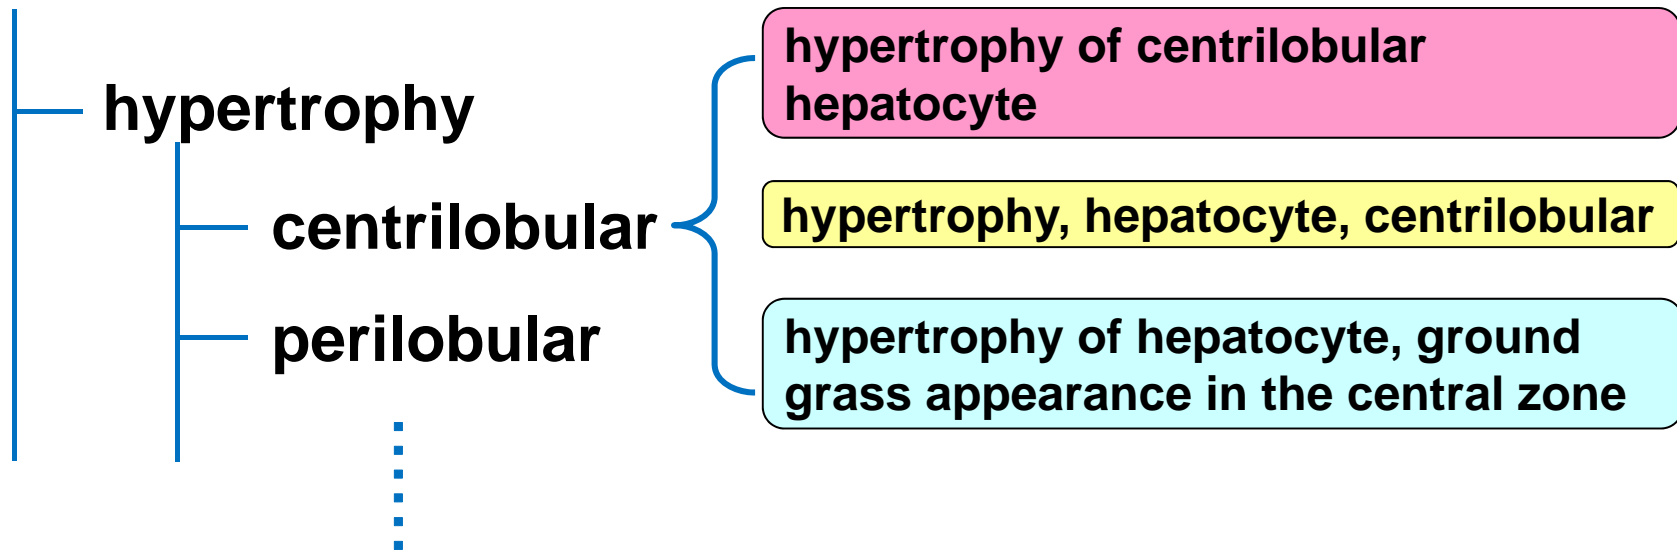 hypertrophy
centrilobular
perilobular
hypertrophy of centrilobular
hepatocyte
hypertrophy, hepatocyte, centrilobular
hypertrophy of hepatocyte, ground
grass appearance in the central zone